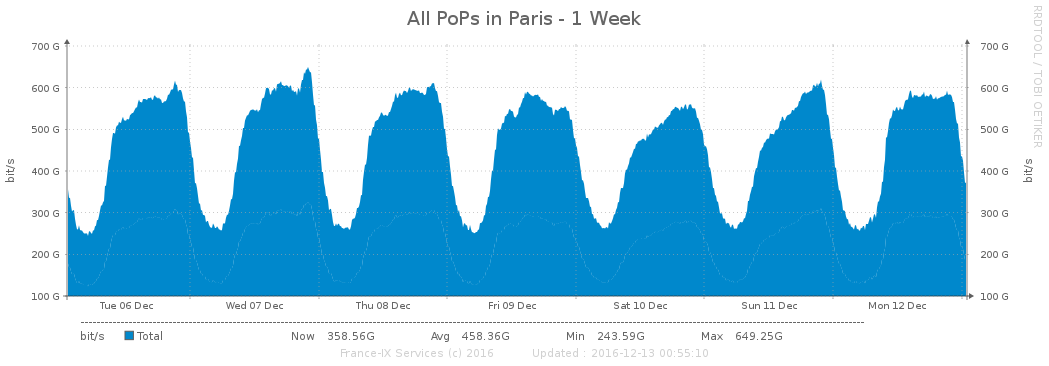 All PoPs in Paris - 1 Week
RRDTOOL / TOBI OETIKER
700 G 700 G
600 G 600 G
500 G 500 G
400 G 400 G
300 G 300 G
200 G 200 G
100 G 100 G
bit/s bit/s
Tue 06 Dec Wed 07 Dec Thu 08 Dec Fri 09 Dec Sat 10 Dec Sun 11 Dec Mon 12 Dec
bit/s Total Now 358.56G Avg 458.36G Min 243.59G Max 649.25G
France-IX Services (c) 2016 Updated : 2016-12-13 00:55:10